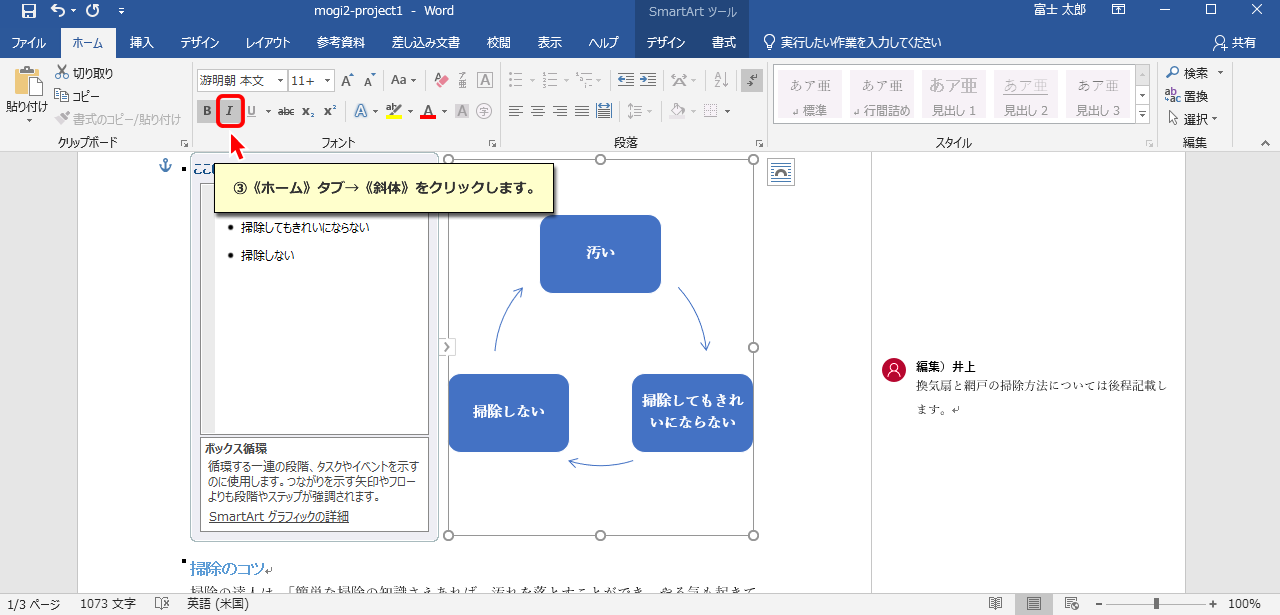 mogi2-project1 - Word
SmartArt ツール
富士 太郎
ファイル ホーム 挿入 デザイン レイアウト 参考資料 差し込み文書 校閲 表示 ヘルプ デザイン 書式 実行したい作業を入力してください 共有
貼り付け
切り取り
コピー
書式のコピー/貼り付け
クリップボード
游明朝 本文 11+ A A Aa A
B I U abc x₂ x² A ab A A 字
フォント
段落
あア亜 あア亜 あア亜 あア亜 あア亜
↲標準 ↲行間詰め 見出し 1 見出し 2 見出し 3
スタイル
検索
置換
選択
編集
③《ホーム》タブ→《斜体》をクリックします。
掃除してもきれいにならない
掃除しない
ボックス循環
循環する一連の段階、タスクやイベントを示す
のに使用します。つながりを示す矢印やフロー
よりも段階やステップが強調されます。
SmartArt グラフィックの詳細
汚い
掃除してもきれ
いにならない
掃除しない
編集）井上
換気扇と網戸の掃除方法については後程記載し
ます。↲
掃除のコツ↲
掃除の達人は、「簡単な掃除の知識さえあれば、汚れを落とすことができ、やる気も起きて
1/3 ページ 1073 文字 英語 (米国) 100%